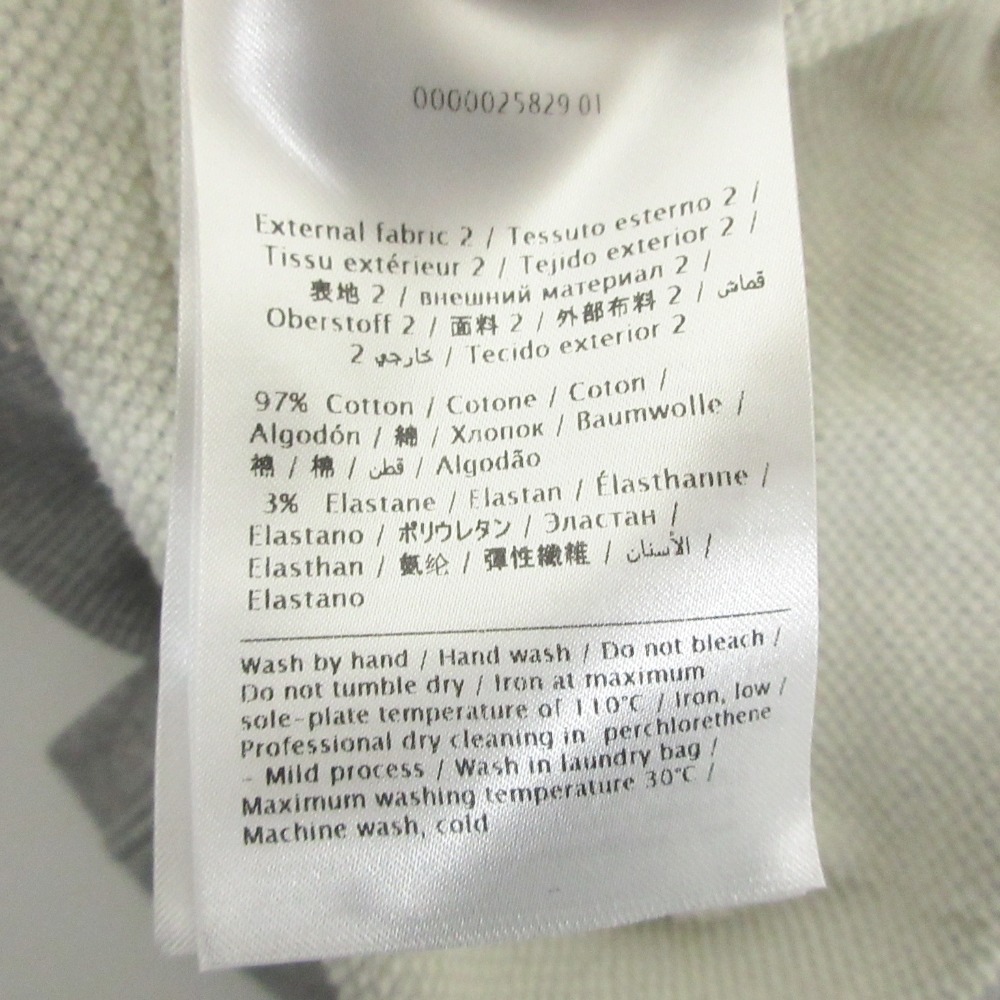 0000025829 01
External fabric 2 / Tessuto esterno 2 /
Tissu extérieur 2 / Tejido exterior 2 /
表地 2 / внешний материал 2 /
Oberstoff 2 / 面料 2 / 外部布料 2 / قماش
2 خارجي / Tecido exterior 2
97% Cotton / Cotone / Coton /
Algodón / 綿 / Хлопок / Baumwolle /
棉 / قطن / Algodão
3% Elastane / Elastan / Élasthanne /
Elastano / ポリウレタン / Эластан /
Elasthan / 氨纶 / 彈性纖維 / الأستان /
Elastano
Wash by hand / Hand wash / Do not bleach /
Do not tumble dry / Iron at maximum
sole-plate temperature of 110°C / Iron, low /
Professional dry cleaning in perchlorethene
- Mild process / Wash in laundry bag /
Maximum washing temperature 30°C /
Machine wash, cold